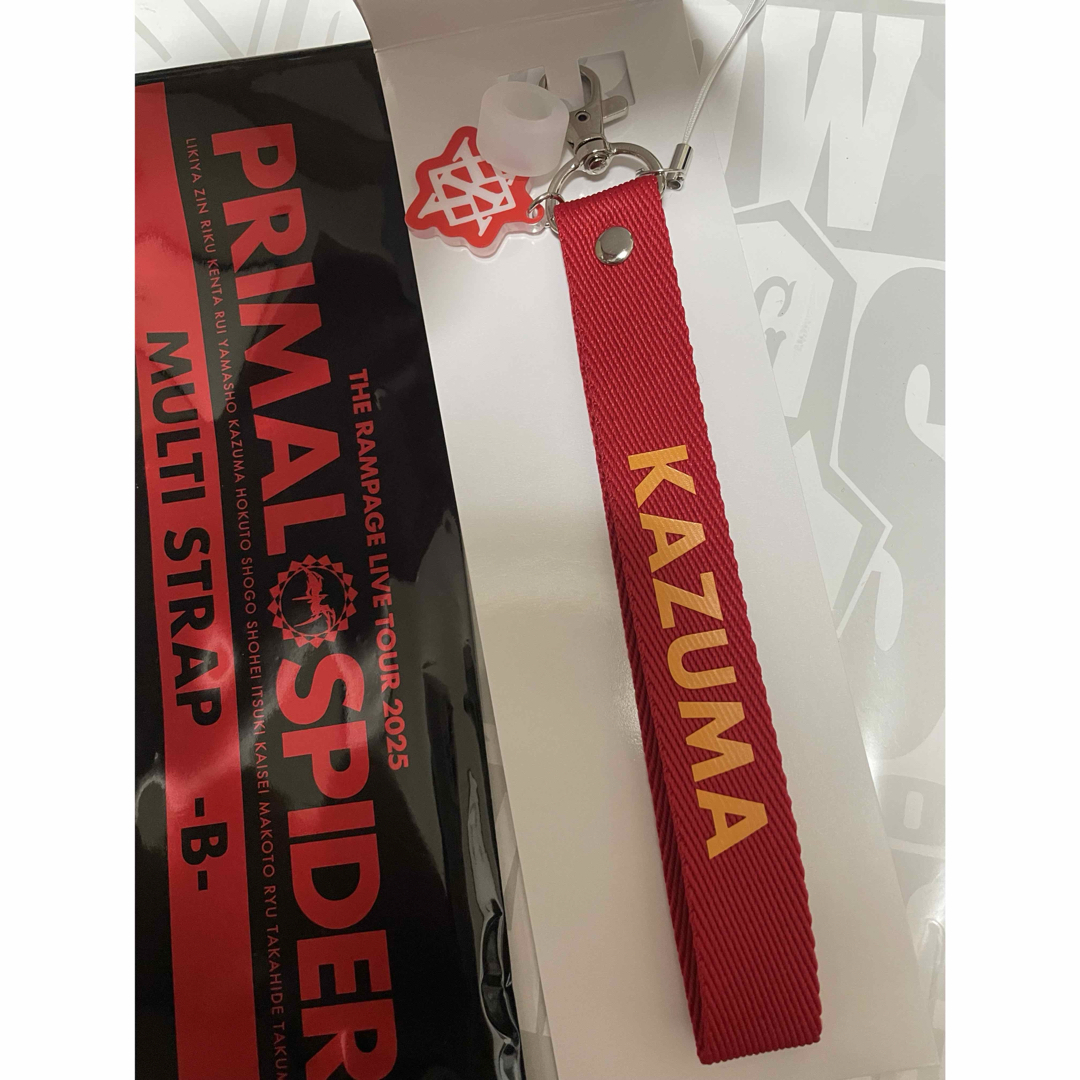 THE RAMPAGE LIVE TOUR 2025
PRIMAL SPIDER
LIKIYA ZIN RIKU KENTA RUI YAMASHO KAZUMA HOKUTO SHOGO SHOHEI ITSUKI KAISEI MAKOTO RYU TAKAHIDE TAKUM
MULTI STRAP -B-
KAZUMA